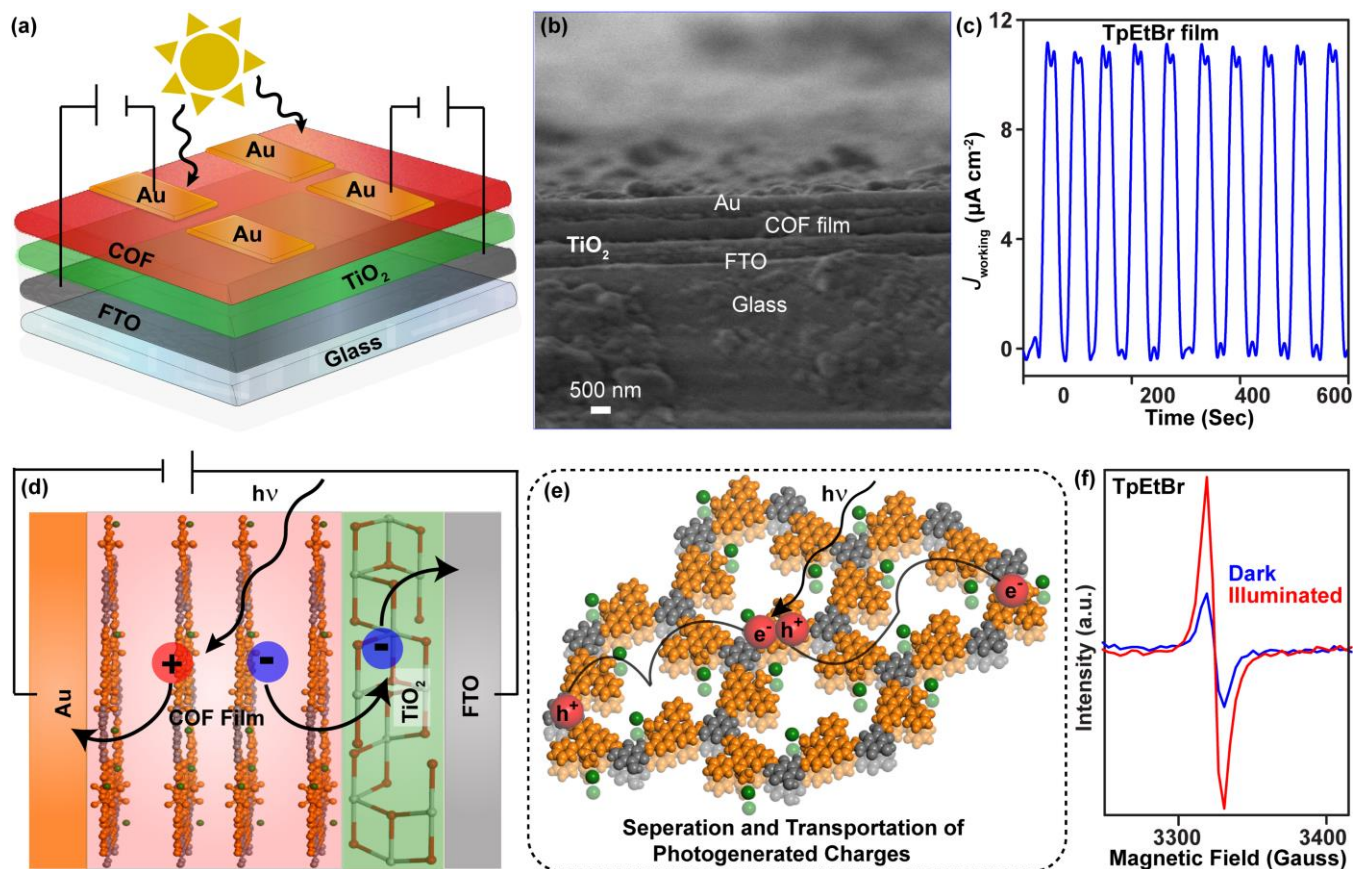 (a)
Au
Au
Au
Au
COF
TiO2
FTO
Glass
(b)
Au
COF film
TiO2
FTO
Glass
500 nm
(c)
TpEtBr film
12
8
4
0
Jworking (µA cm-2)
0 200 400 600
Time (Sec)
(d)
hν
+
-
-
Au
COF Film
TiO2
FTO
(e)
hν
e-
e- h+
h+
Seperation and Transportation of
Photogenerated Charges
(f)
TpEtBr
Dark
Illuminated
Intensity (a.u.)
3300 3400
Magnetic Field (Gauss)